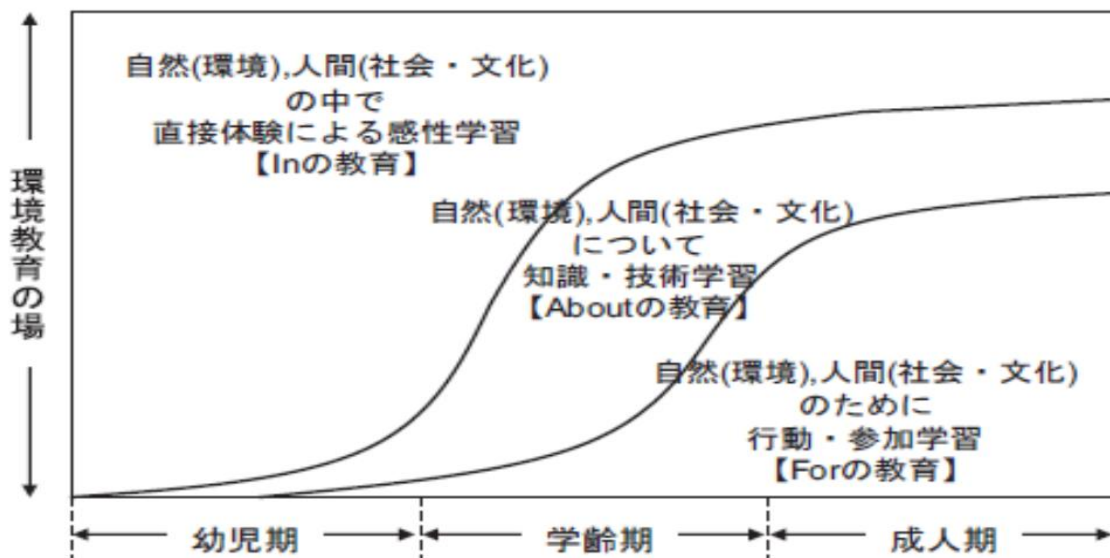 自然(環境),人間(社会・文化)
の中で
直接体験による感性学習
【Inの教育】
環境教育の場
自然(環境),人間(社会・文化)
について
知識・技術学習
【Aboutの教育】
自然(環境),人間(社会・文化)
のために
行動・参加学習
【Forの教育】
幼児期
学齢期
成人期